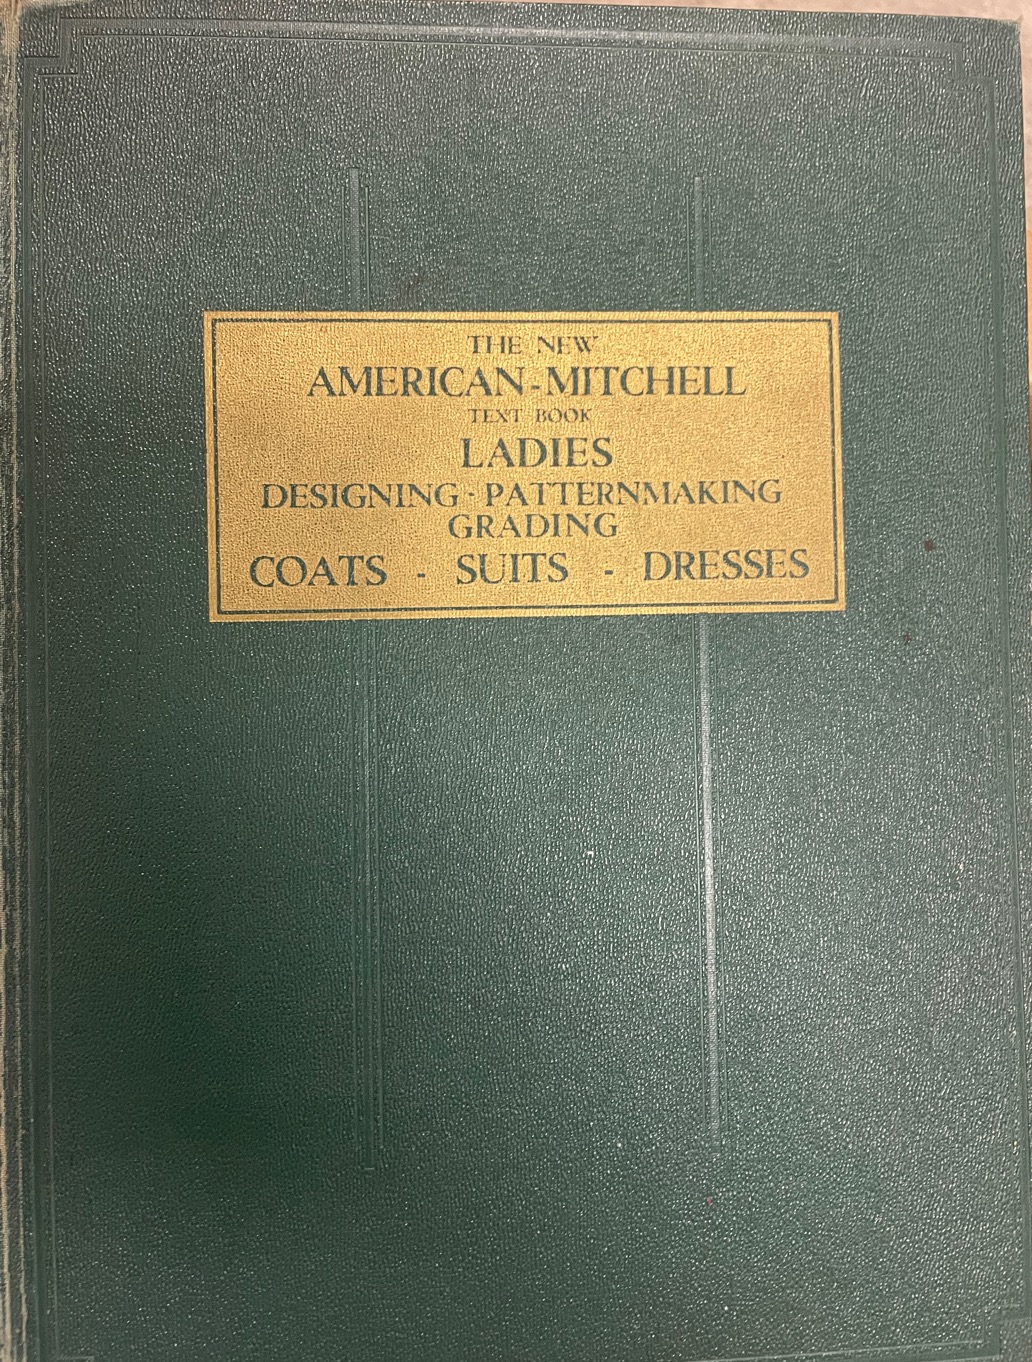 THE NEW
AMERICAN-MITCHELL
TEXT BOOK
LADIES
DESIGNING · PATTERNMAKING
GRADING
COATS - SUITS - DRESSES